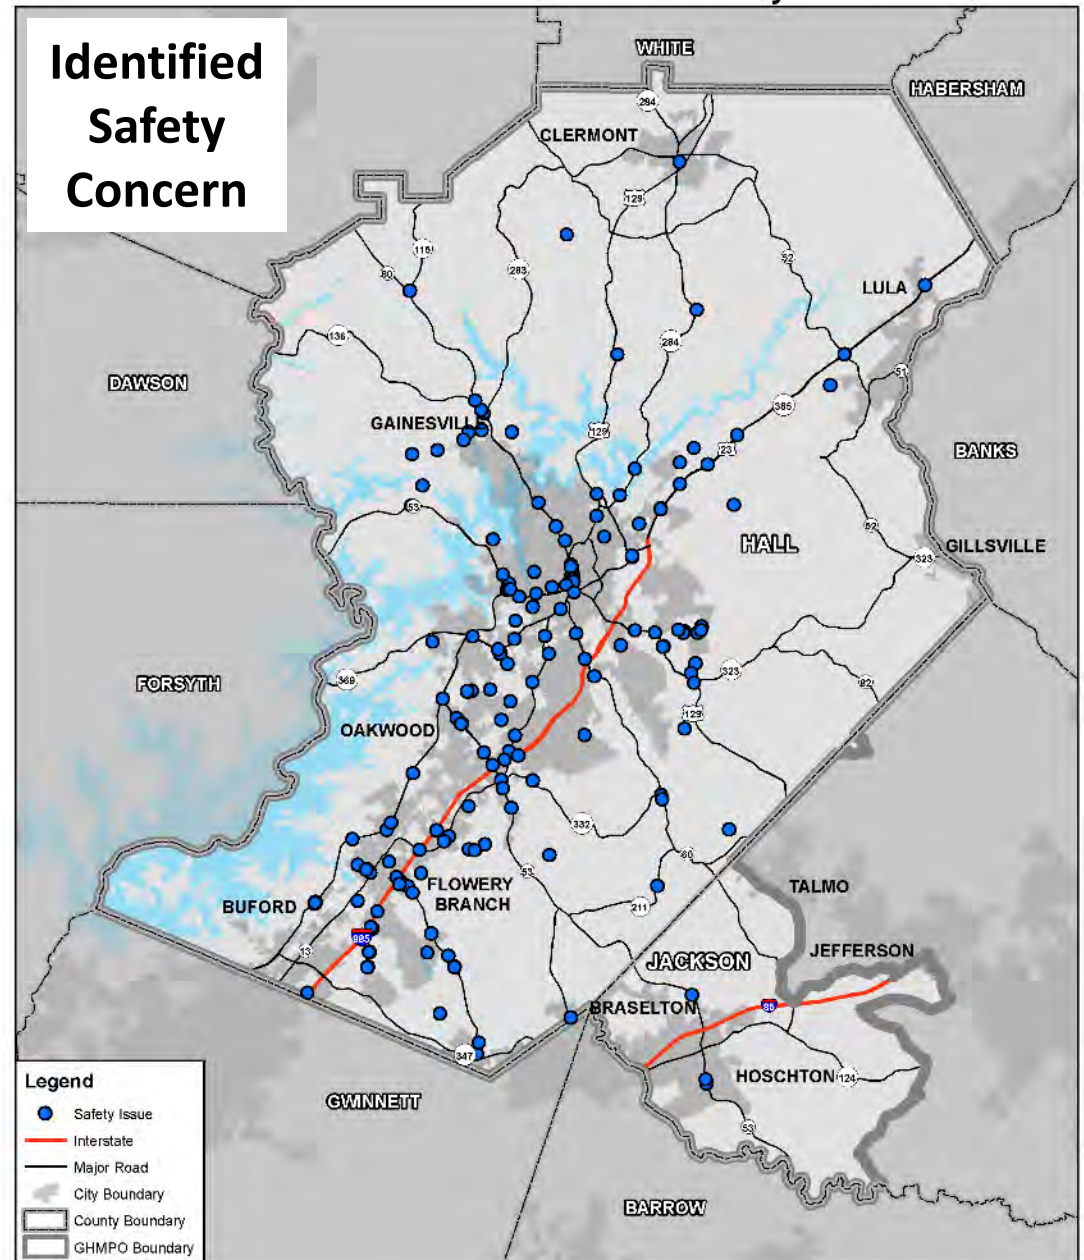 Identified
Safety
Concern
WHITE
HABERSHAM
284
CLERMONT
129
115
60
283
52
LULA
136
284
DAWSON
51
365
GAINESVILLE
129
23
BANKS
53
52
HALL
GILLSVILLE
323
FORSYTH
369
323
82
129
OAKWOOD
332
60
53
FLOWERY
BRANCH
TALMO
BUFORD
211
985
13
JEFFERSON
JACKSON
BRASELTON
85
347
HOSCHTON
124
GWINNETT
53
BARROW
Legend
Safety Issue
Interstate
Major Road
City Boundary
County Boundary
GHMPO Boundary